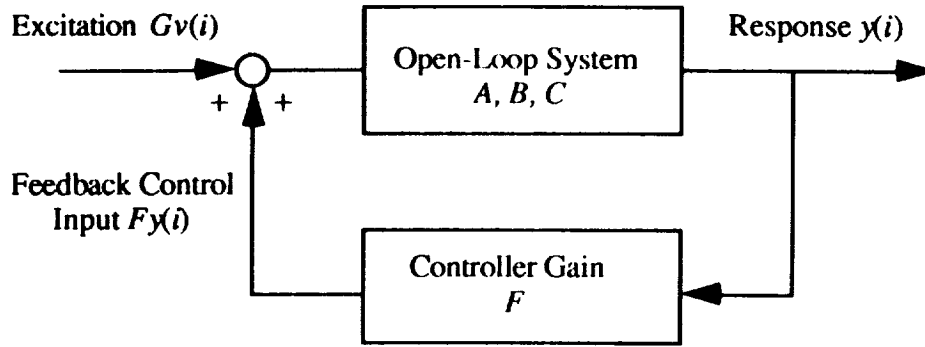 Excitation Gv(i)
Response y(i)
Open-Loop System
A, B, C
+ +
Feedback Control
Input Fy(i)
Controller Gain
F